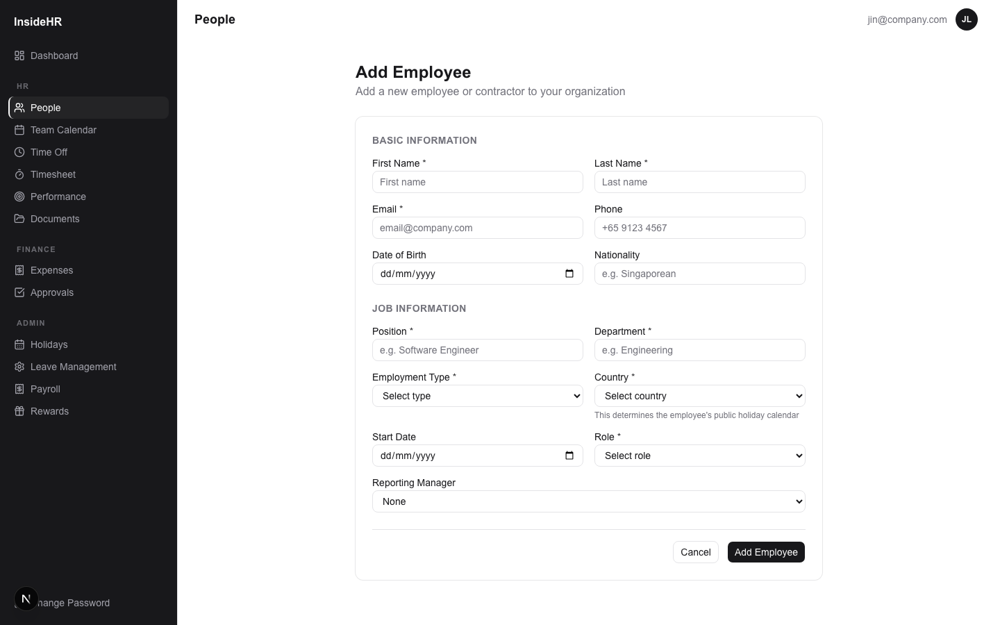 InsideHR
Dashboard
HR
People
Team Calendar
Time Off
Timesheet
Performance
Documents
FINANCE
Expenses
Approvals
ADMIN
Holidays
Leave Management
Payroll
Rewards
N
hange Password
People
jin@company.com
JL
Add Employee
Add a new employee or contractor to your organization
BASIC INFORMATION
First Name *
Last Name *
First name
Last name
Email *
Phone
email@company.com
+65 9123 4567
Date of Birth
Nationality
dd/mm/yyyy
e.g. Singaporean
JOB INFORMATION
Position *
Department *
e.g. Software Engineer
e.g. Engineering
Employment Type *
Country *
Select type
Select country
This determines the employee's public holiday calendar
Start Date
Role *
dd/mm/yyyy
Select role
Reporting Manager
None
Cancel
Add Employee